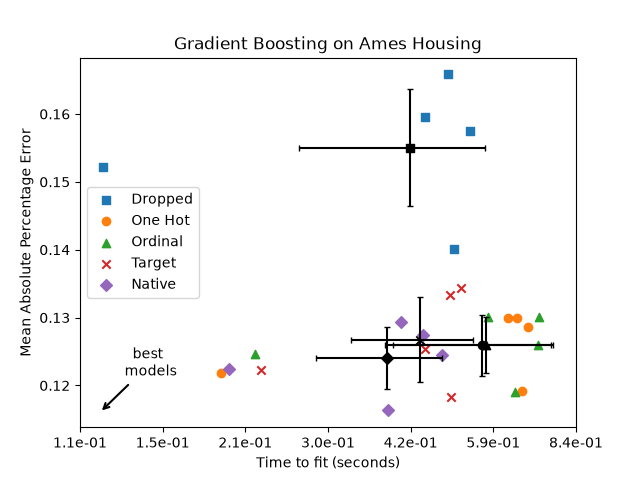 Gradient Boosting on Ames Housing
Mean Absolute Percentage Error
0.16
0.15
0.14
0.13
0.12
Dropped
One Hot
Ordinal
Target
Native
best
models
1.1e-01 1.5e-01 2.1e-01 3.0e-01 4.2e-01 5.9e-01 8.4e-01
Time to fit (seconds)